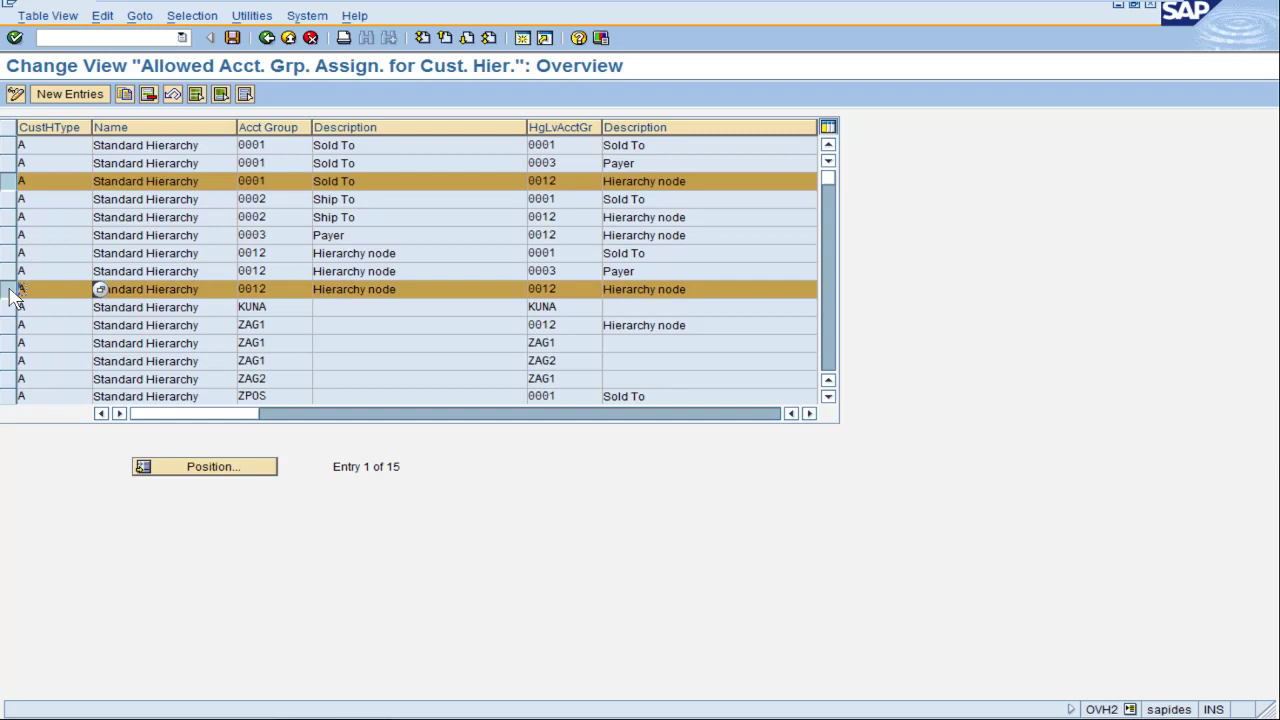 Table View Edit Goto Selection Utilities System Help
SAP
Change View "Allowed Acct. Grp. Assign. for Cust. Hier.": Overview
New Entries
CustHType Name Acct Group Description HgLvAcctGr Description
A Standard Hierarchy 0001 Sold To 0001 Sold To
A Standard Hierarchy 0001 Sold To 0003 Payer
A Standard Hierarchy 0001 Sold To 0012 Hierarchy node
A Standard Hierarchy 0002 Ship To 0001 Sold To
A Standard Hierarchy 0002 Ship To 0012 Hierarchy node
A Standard Hierarchy 0003 Payer 0012 Hierarchy node
A Standard Hierarchy 0012 Hierarchy node 0001 Sold To
A Standard Hierarchy 0012 Hierarchy node 0003 Payer
A ndard Hierarchy 0012 Hierarchy node 0012 Hierarchy node
A Standard Hierarchy KUNA KUNA
A Standard Hierarchy ZAG1 0012 Hierarchy node
A Standard Hierarchy ZAG1 ZAG1
A Standard Hierarchy ZAG1 ZAG2
A Standard Hierarchy ZAG2 ZAG1
A Standard Hierarchy ZPOS 0001 Sold To
Position... Entry 1 of 15
OVH2 sapides INS